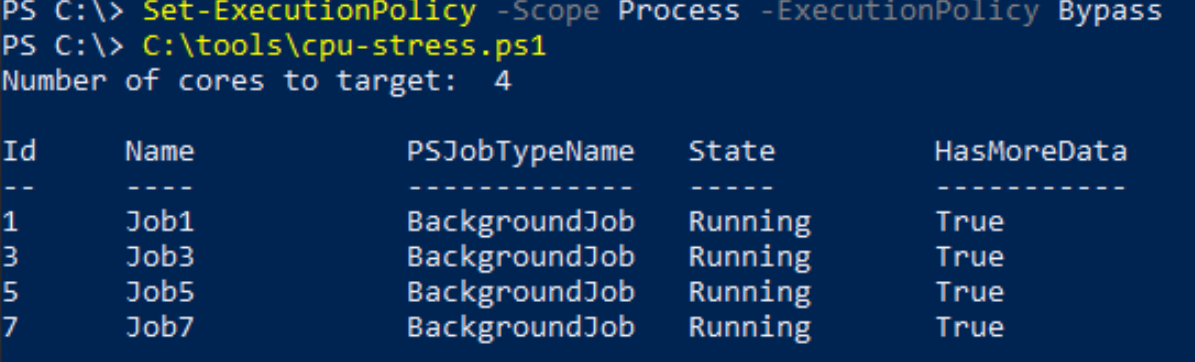 PS C:\> Set-ExecutionPolicy -Scope Process -ExecutionPolicy Bypass
PS C:\> C:\tools\cpu-stress.ps1
Number of cores to target:  4
Id     Name            PSJobTypeName   State         HasMoreData
--     ----            -------------   -----         -----------
1      Job1            BackgroundJob   Running       True
3      Job3            BackgroundJob   Running       True
5      Job5            BackgroundJob   Running       True
7      Job7            BackgroundJob   Running       True